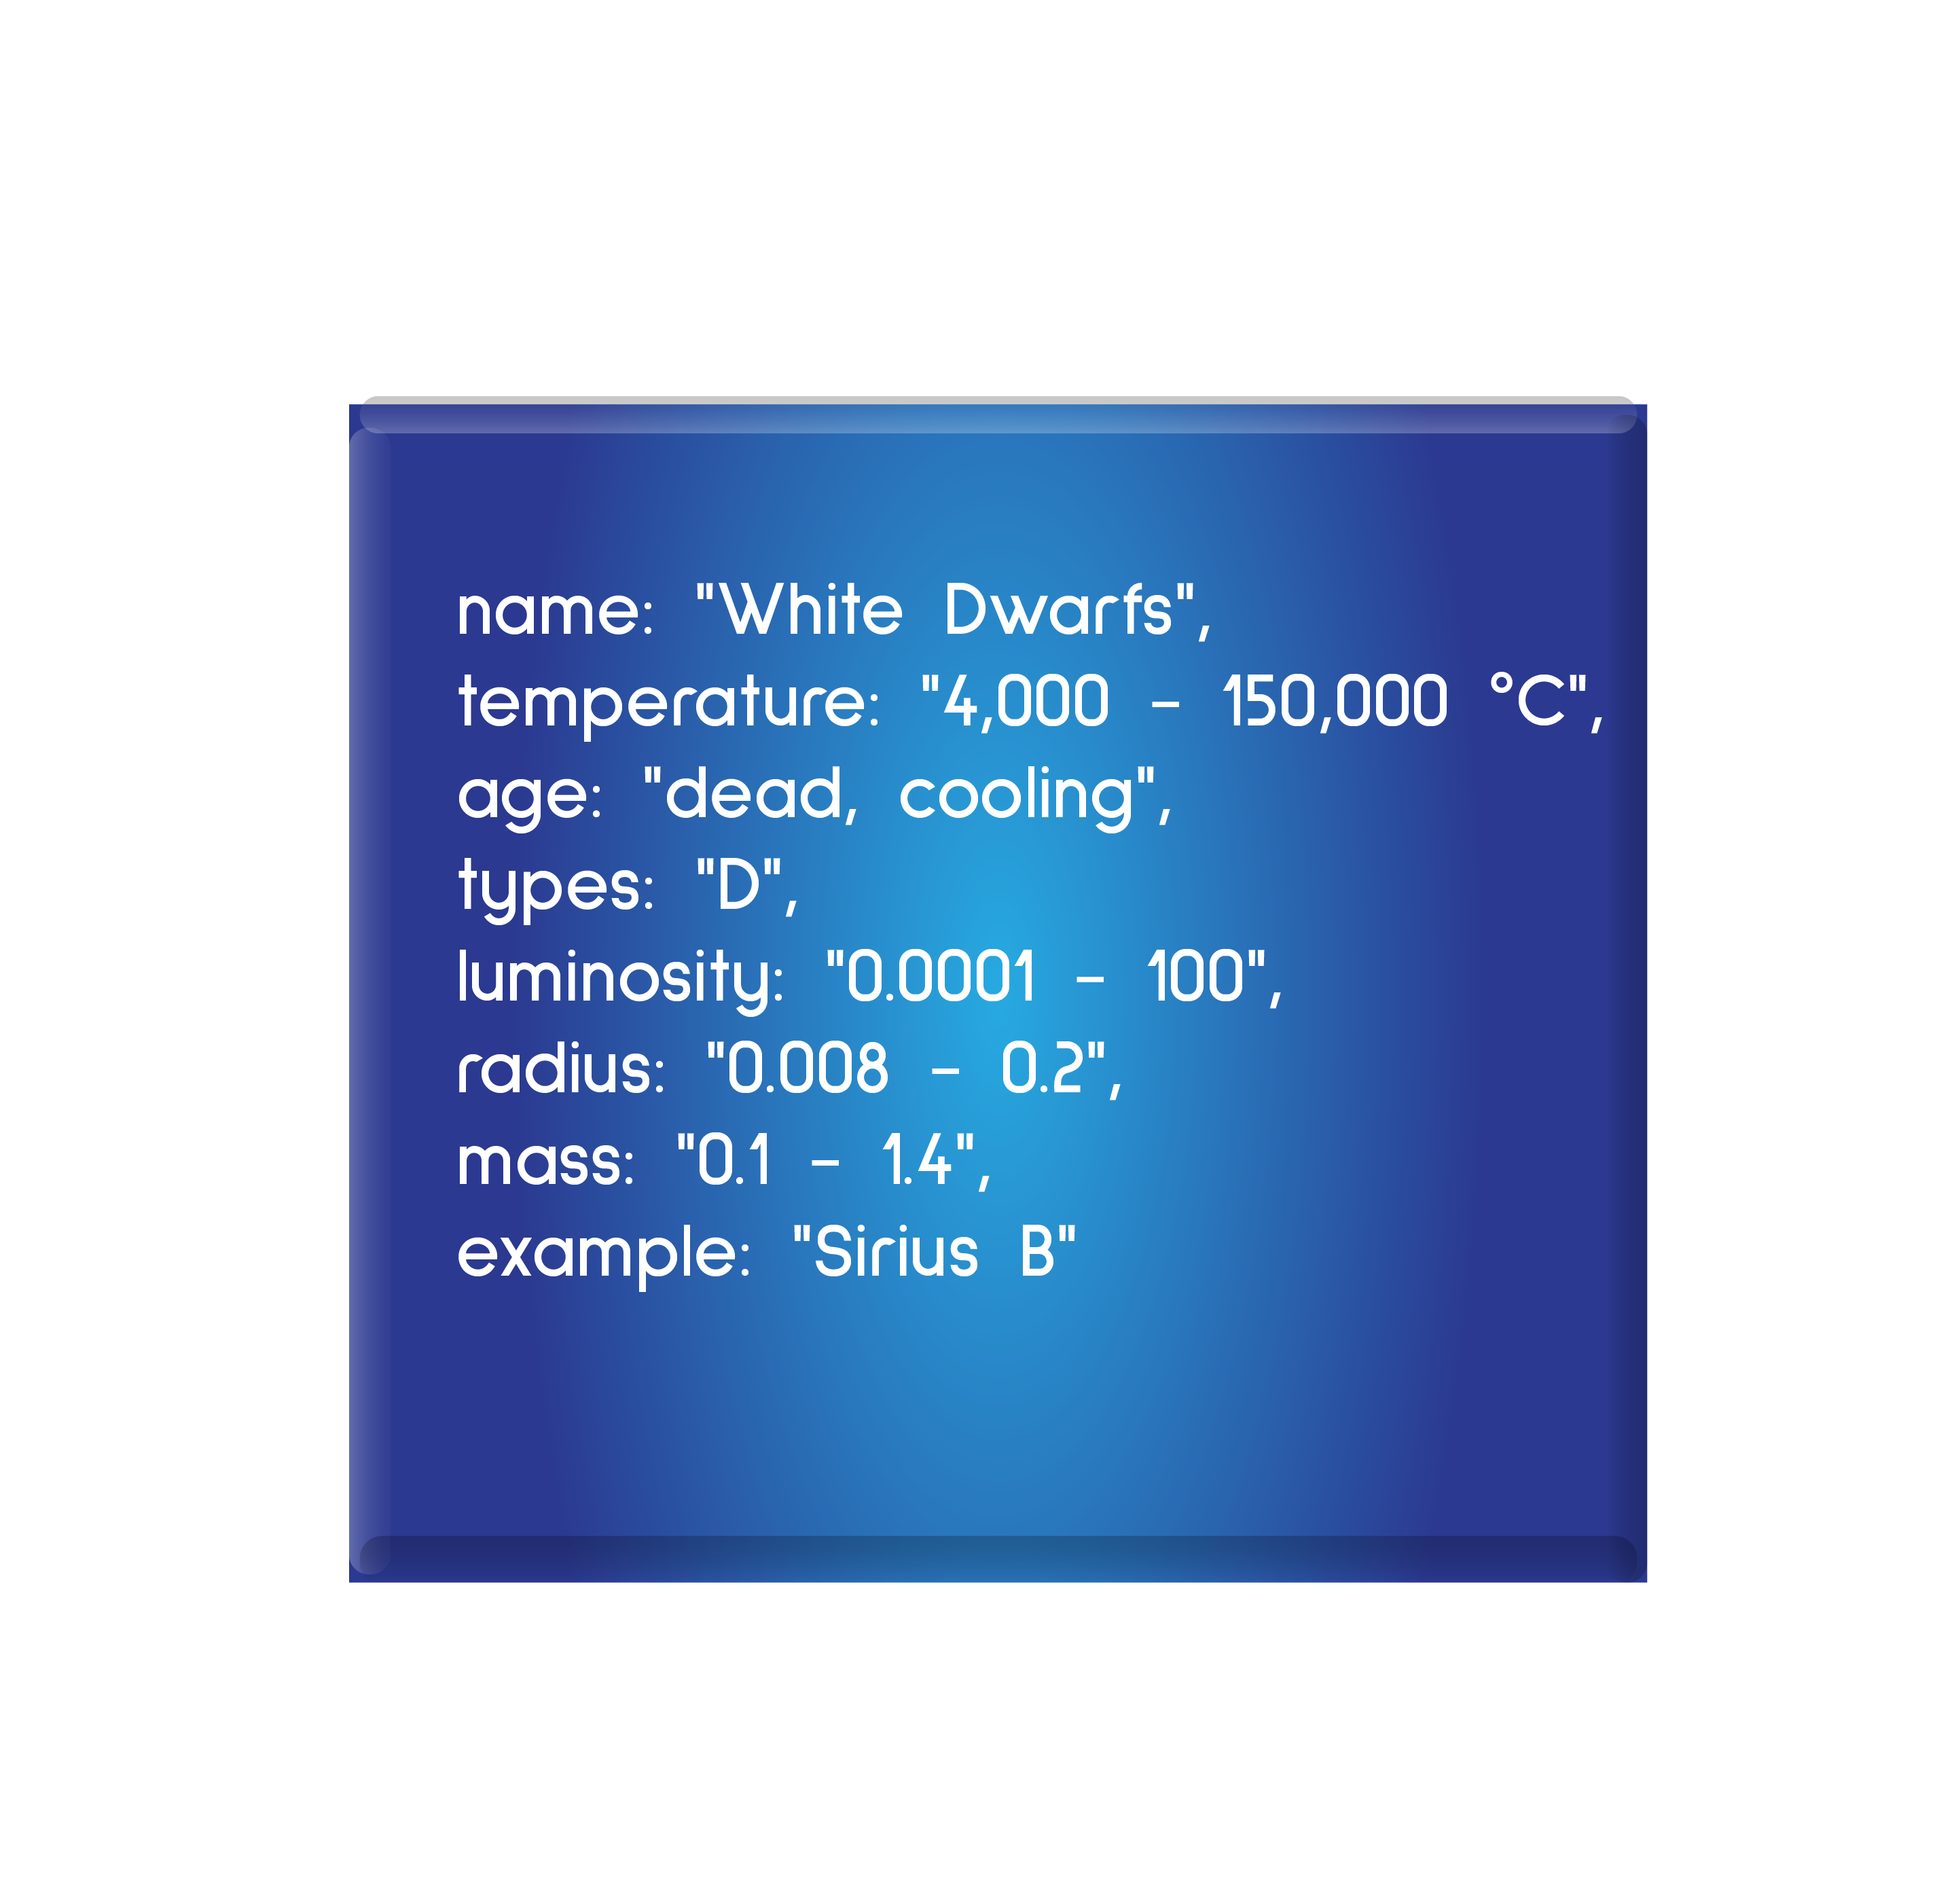 name: "White Dwarfs",
temperature: "4,000 - 150,000 °C",
age: "dead, cooling",
types: "D",
luminosity: "0.0001 - 100",
radius: "0.008 - 0.2",
mass: "0.1 - 1.4",
example: "Sirius B"